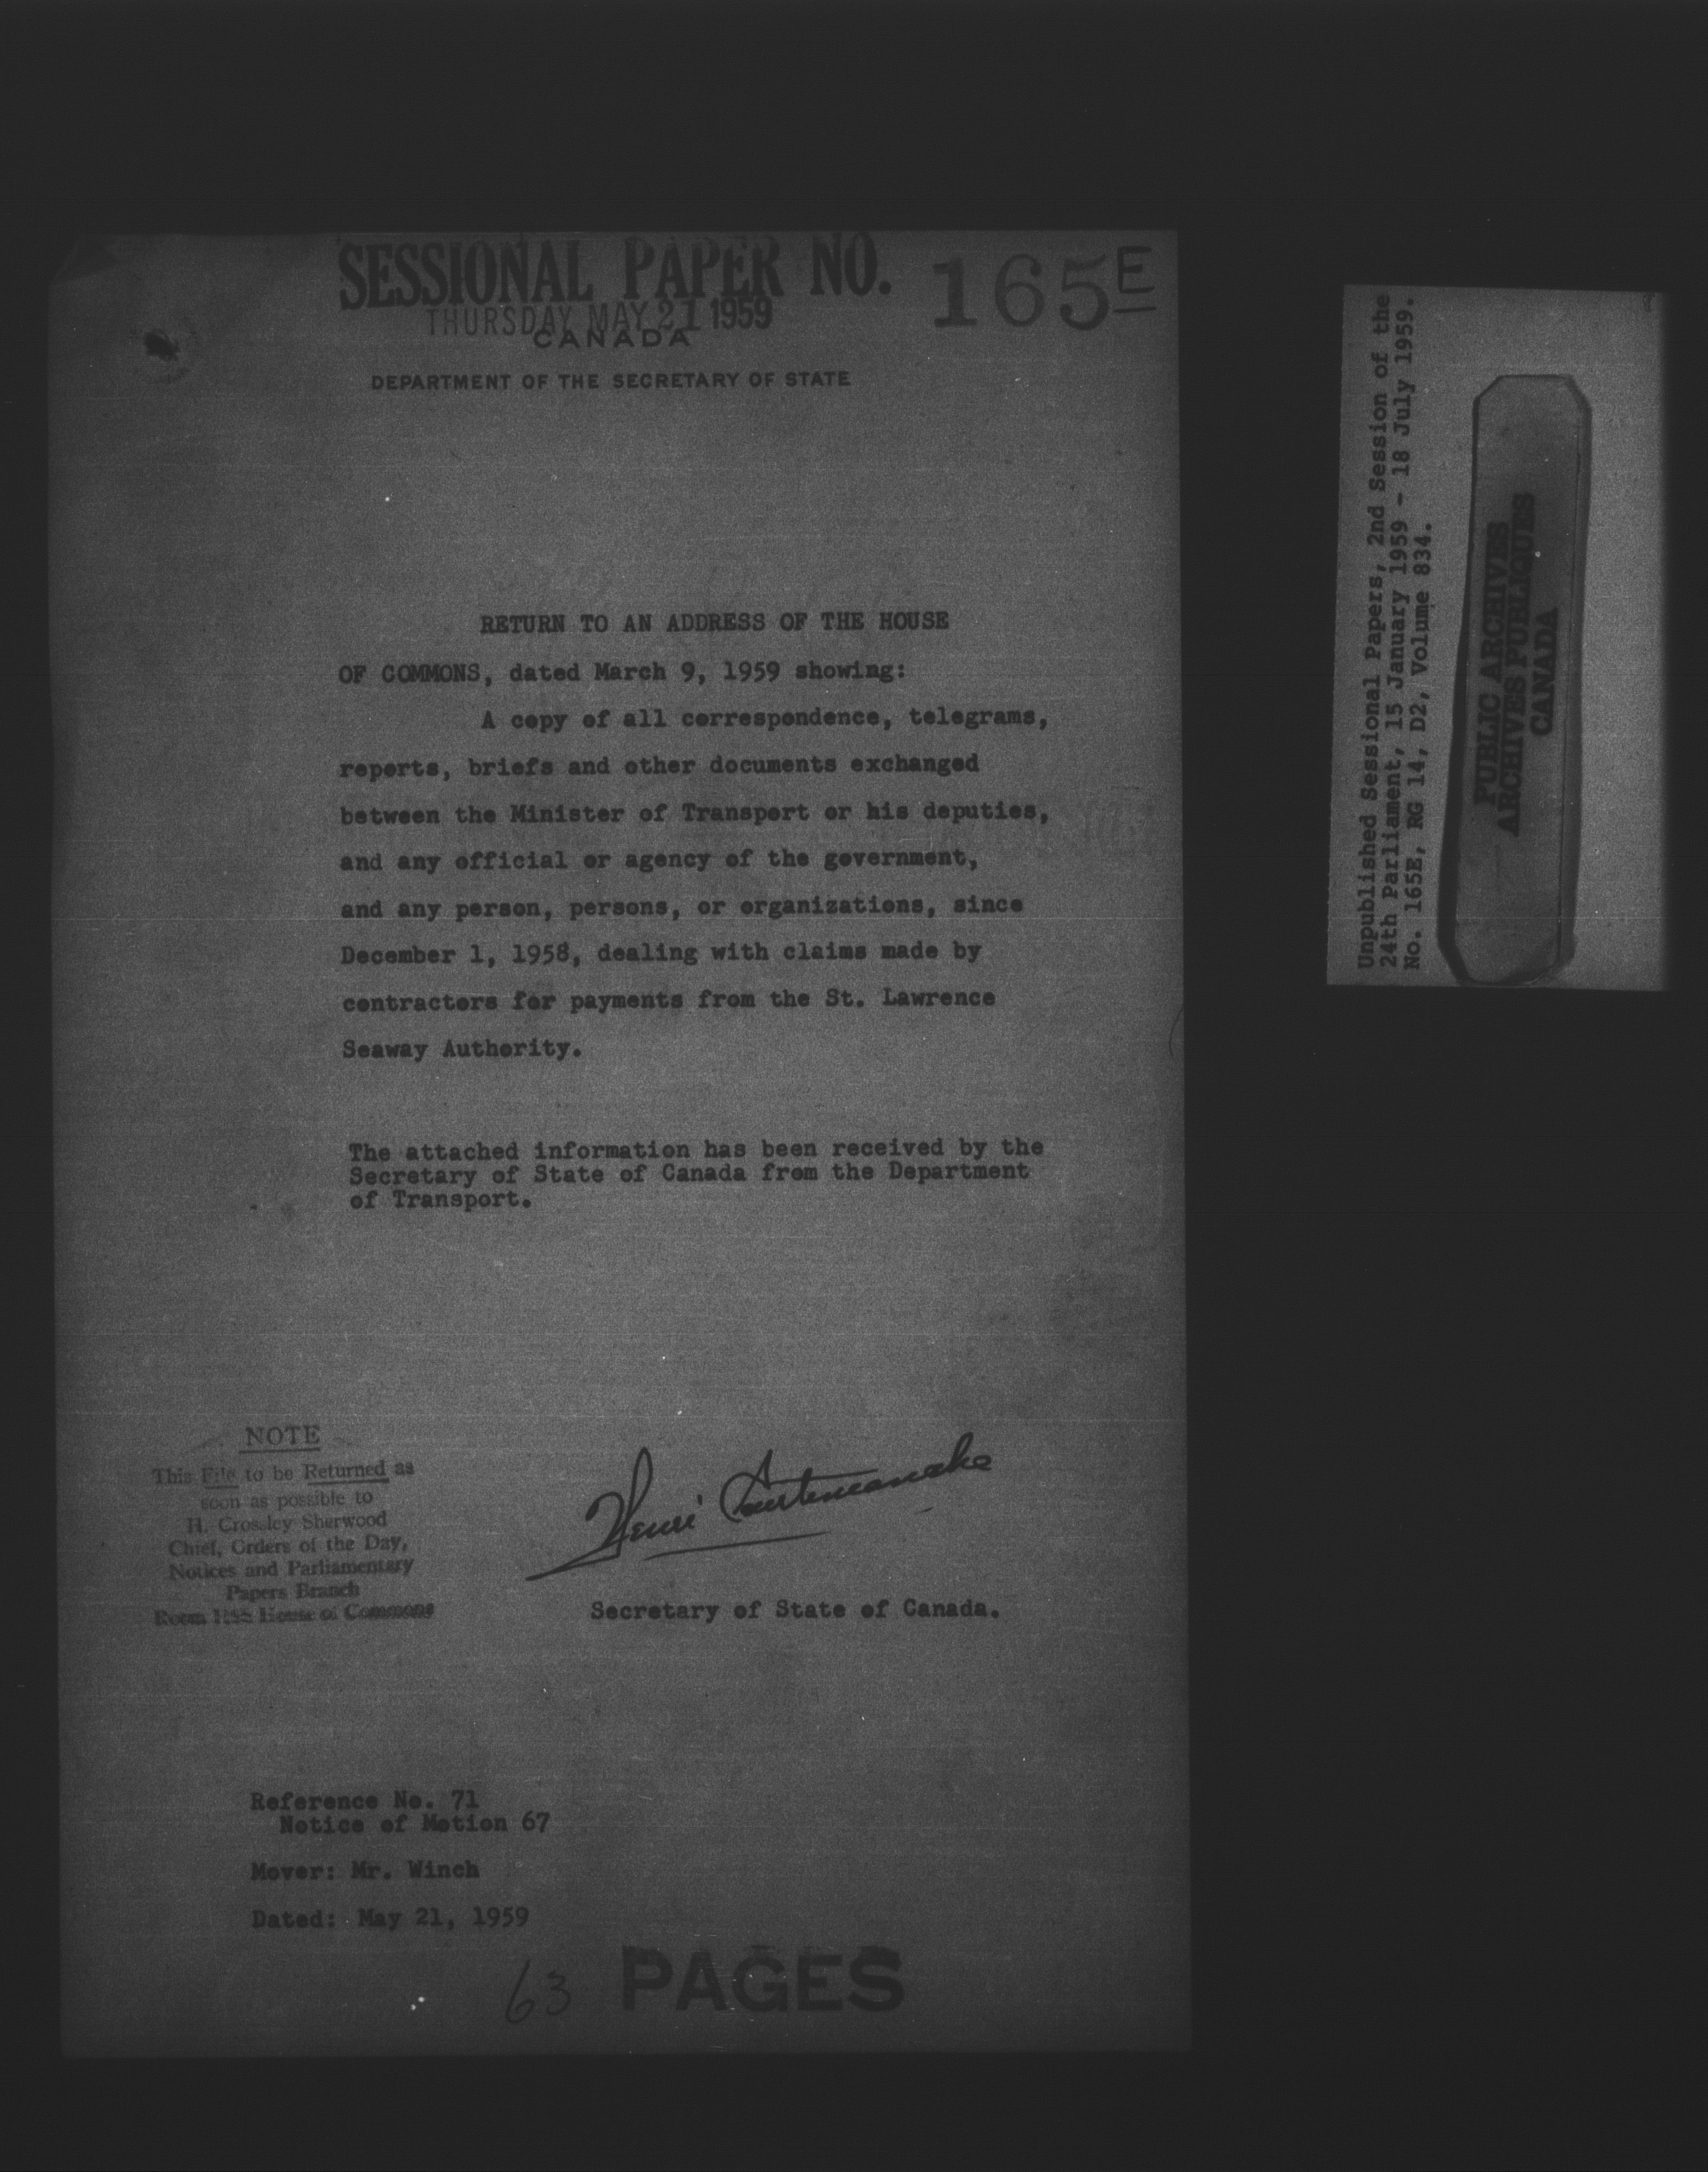 SESSIONAL PAPER NO. 165E
THURSDAY MAY 21 1959
CANADA
DEPARTMENT OF THE SECRETARY OF STATE
RETURN TO AN ADDRESS OF THE HOUSE
OF COMMONS, dated March 9, 1959 showing:
A copy of all correspondence, telegrams,
reports, briefs and other documents exchanged
between the Minister of Transport or his deputies,
and any official or agency of the government,
and any person, persons, or organizations, since
December 1, 1958, dealing with claims made by
contractors for payments from the St. Lawrence
Seaway Authority.
The attached information has been received by the
Secretary of State of Canada from the Department
of Transport.
NOTE
This File to be Returned as
soon as possible to
H. Crossley Sherwood
Chief, Orders of the Day,
Notices and Parliamentary
Papers Branch
Room House of Commons
Henri Courtemanche
Secretary of State of Canada.
Reference No. 71
Notice of Motion 67
Mover: Mr. Winch
Dated: May 21, 1959
63 PAGES
Unpublished Sessional Papers, 2nd Session of the
24th Parliament, 15 January 1959 - 18 July 1959.
No. 165E, RG 14, D2, Volume 834.
PUBLIC ARCHIVES
ARCHIVES PUBLIQUES
CANADA